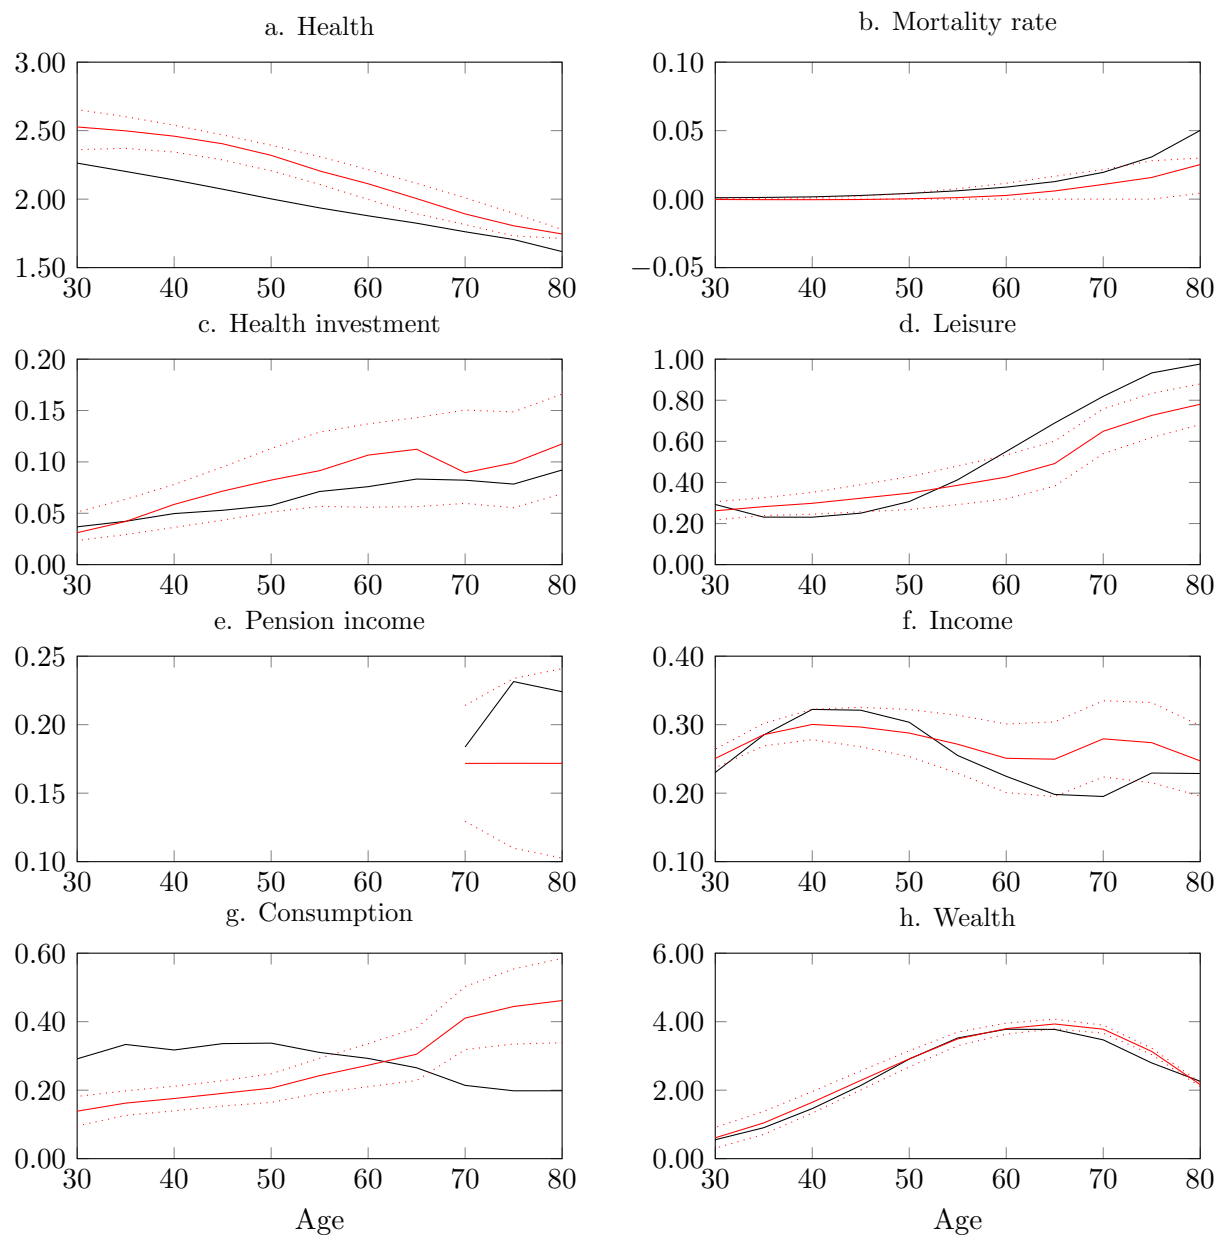 a. Health
3.00
2.50
2.00
1.50
30 40 50 60 70 80
b. Mortality rate
0.10
0.05
0.00
−0.05
30 40 50 60 70 80
c. Health investment
0.20
0.15
0.10
0.05
0.00
30 40 50 60 70 80
d. Leisure
1.00
0.80
0.60
0.40
0.20
0.00
30 40 50 60 70 80
e. Pension income
0.25
0.20
0.15
0.10
30 40 50 60 70 80
f. Income
0.40
0.30
0.20
0.10
30 40 50 60 70 80
g. Consumption
0.60
0.40
0.20
0.00
30 40 50 60 70 80
Age
h. Wealth
6.00
4.00
2.00
0.00
30 40 50 60 70 80
Age